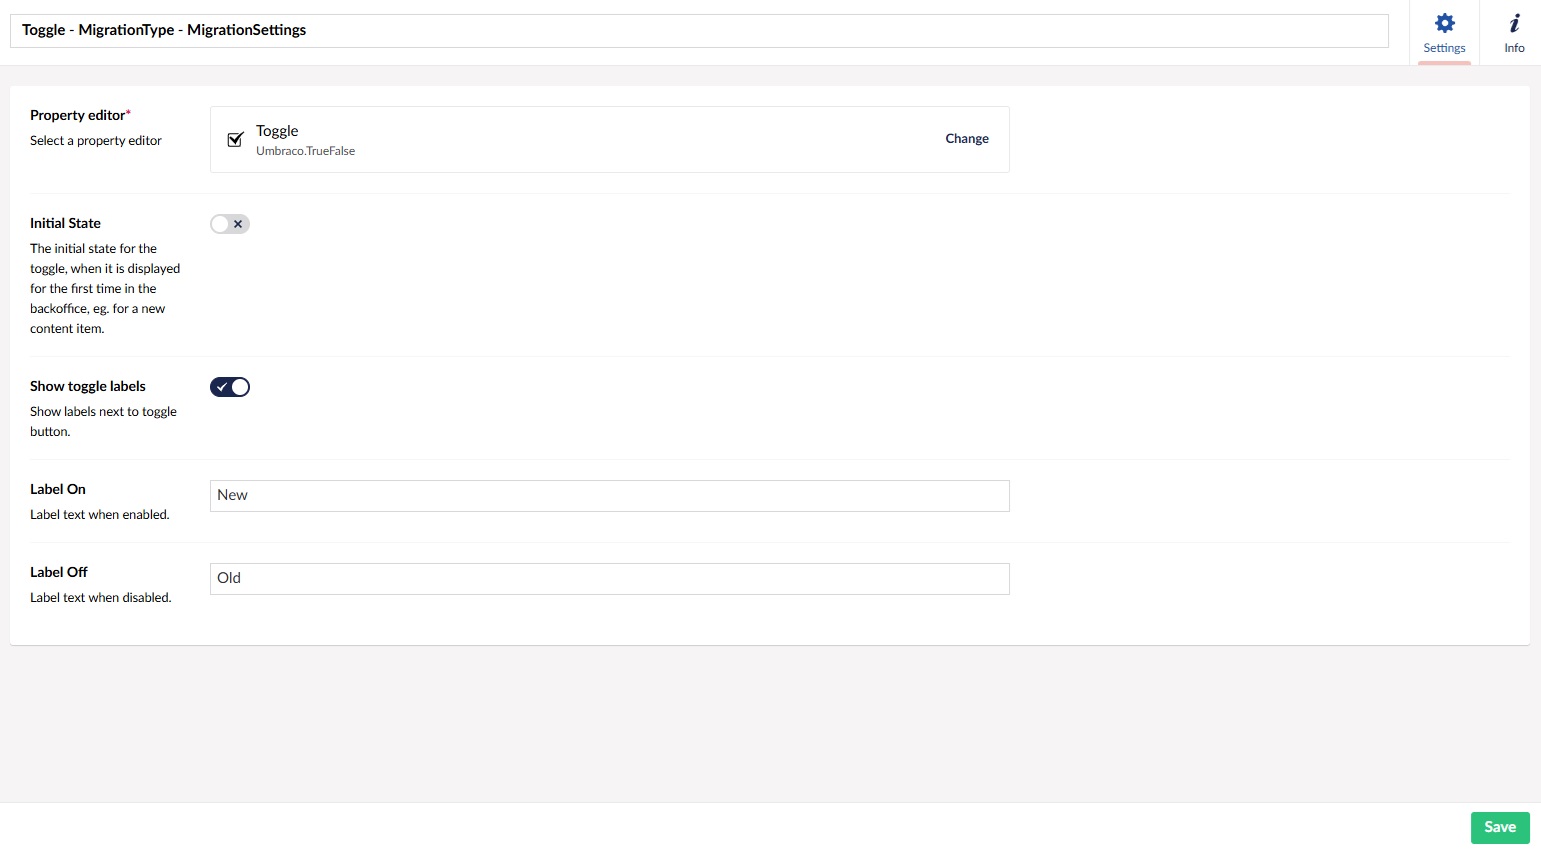 Toggle - MigrationType - MigrationSettings
Settings
Info
Property editor*
Select a property editor
Toggle
Umbraco.TrueFalse
Change
Initial State
The initial state for the
toggle, when it is displayed
for the first time in the
backoffice, eg. for a new
content item.
Show toggle labels
Show labels next to toggle
button.
Label On
Label text when enabled.
New
Label Off
Label text when disabled.
Old
Save